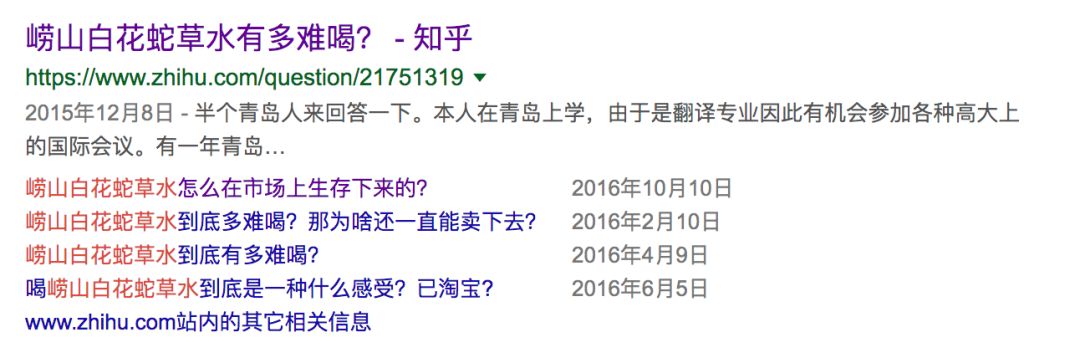 崂山白花蛇草水有多难喝？ - 知乎
https://www.zhihu.com/question/21751319
2015年12月8日 - 半个青岛人来回答一下。本人在青岛上学，由于是翻译专业因此有机会参加各种高大上
的国际会议。有一年青岛...
崂山白花蛇草水怎么在市场上生存下来的？ 2016年10月10日
崂山白花蛇草水到底多难喝？那为啥还一直能卖下去？ 2016年2月10日
崂山白花蛇草水到底有多难喝？ 2016年4月9日
喝崂山白花蛇草水到底是一种什么感受？已淘宝？ 2016年6月5日
www.zhihu.com站内的其它相关信息